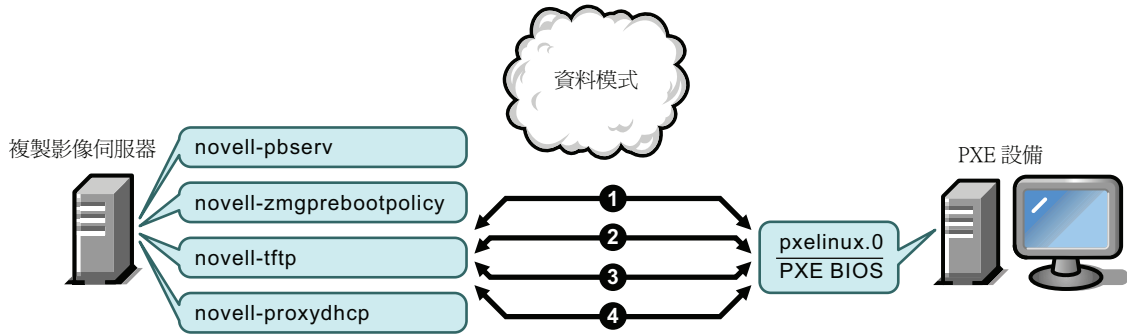 資料模式
複製影像伺服器
novell-pbserv
novell-zmgprebootpolicy
novell-tftp
novell-proxydhcp
1
2
3
4
pxelinux.0
PXE BIOS
PXE 設備